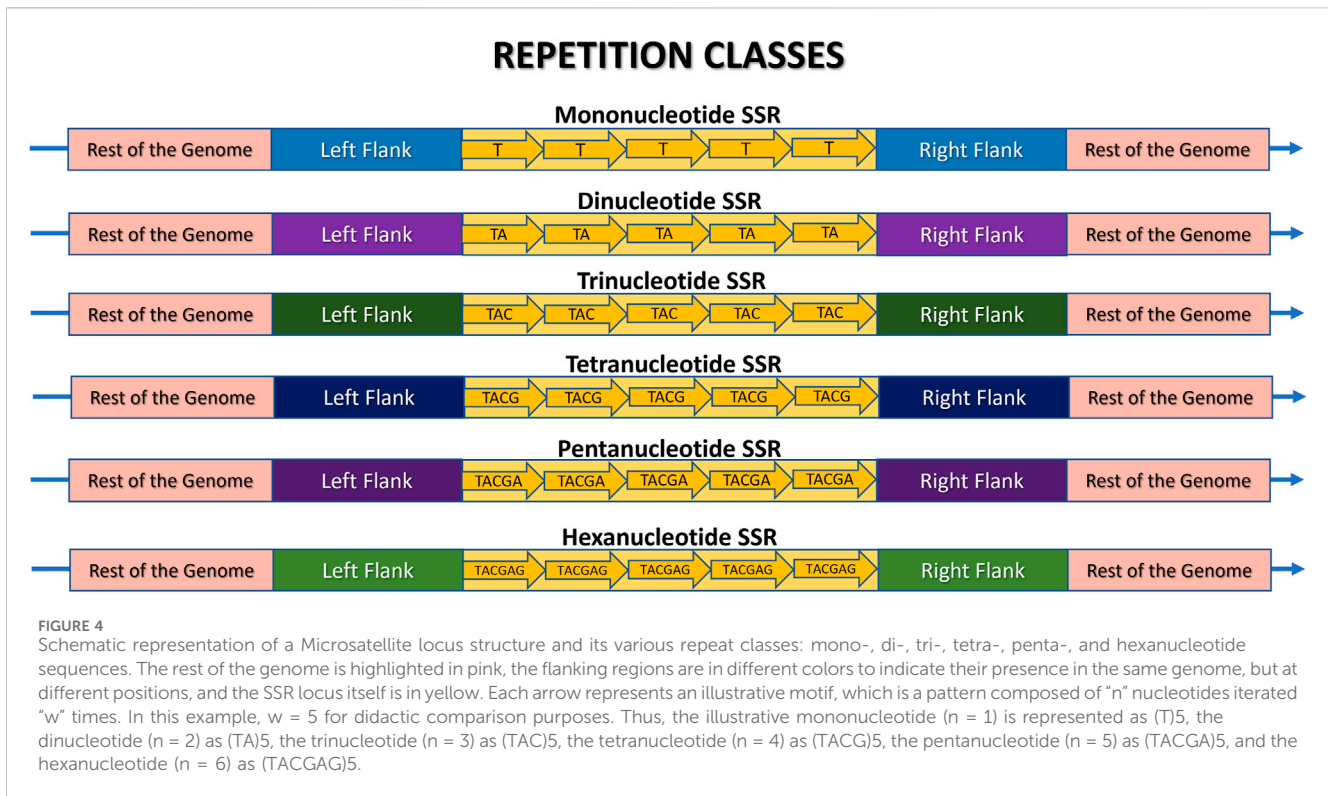 REPETITION CLASSES
Mononucleotide SSR
Rest of the Genome Left Flank T T T T T Right Flank Rest of the Genome
Dinucleotide SSR
Rest of the Genome Left Flank TA TA TA TA TA Right Flank Rest of the Genome
Trinucleotide SSR
Rest of the Genome Left Flank TAC TAC TAC TAC TAC Right Flank Rest of the Genome
Tetranucleotide SSR
Rest of the Genome Left Flank TACG TACG TACG TACG TACG Right Flank Rest of the Genome
Pentanucleotide SSR
Rest of the Genome Left Flank TACGA TACGA TACGA TACGA TACGA Right Flank Rest of the Genome
Hexanucleotide SSR
Rest of the Genome Left Flank TACGAG TACGAG TACGAG TACGAG TACGAG Right Flank Rest of the Genome
FIGURE 4
Schematic representation of a Microsatellite locus structure and its various repeat classes: mono-, di-, tri-, tetra-, penta-, and hexanucleotide
sequences. The rest of the genome is highlighted in pink, the flanking regions are in different colors to indicate their presence in the same genome, but at
different positions, and the SSR locus itself is in yellow. Each arrow represents an illustrative motif, which is a pattern composed of "n" nucleotides iterated
"w" times. In this example, w = 5 for didactic comparison purposes. Thus, the illustrative mononucleotide (n = 1) is represented as (T)5, the
dinucleotide (n = 2) as (TA)5, the trinucleotide (n = 3) as (TAC)5, the tetranucleotide (n = 4) as (TACG)5, the pentanucleotide (n = 5) as (TACGA)5, and the
hexanucleotide (n = 6) as (TACGAG)5.